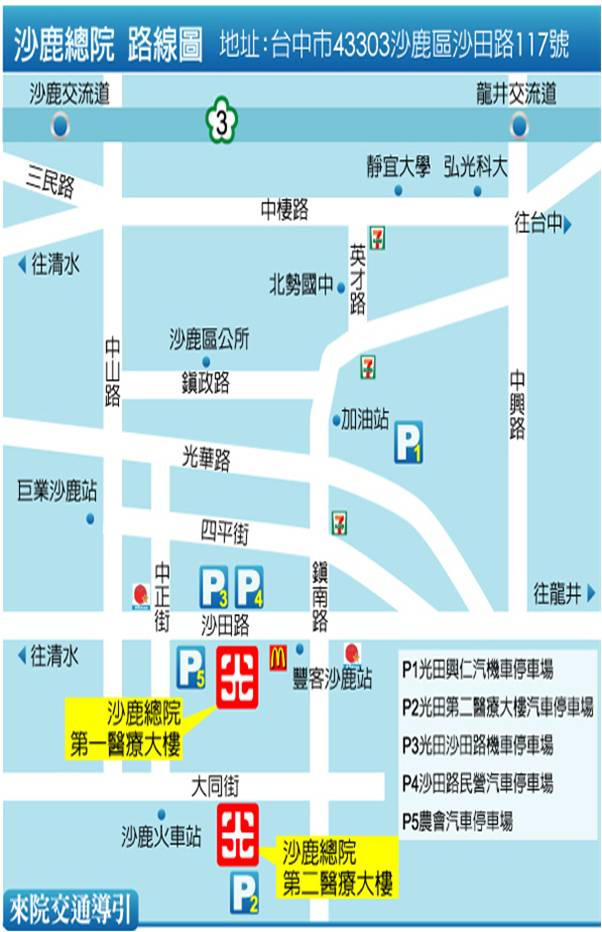 沙鹿總院 路線圖 地址:台中市43303沙鹿區沙田路117號
沙鹿交流道
龍井交流道
3
三民路
靜宜大學
弘光科大
中棲路
往台中
往清水
英才路
7
北勢國中
沙鹿區公所
中山路
鎮政路
7
中興路
加油站
P1
光華路
巨業沙鹿站
四平街
7
中正街
P3
P4
鎮南路
往龍井
沙田路
往清水
P5
豐客沙鹿站
沙鹿總院
第一醫療大樓
P1光田興仁汽機車停車場
P2光田第二醫療大樓汽車停車場
P3光田沙田路機車停車場
P4沙田路民營汽車停車場
P5農會汽車停車場
大同街
沙鹿火車站
沙鹿總院
第二醫療大樓
P2
來院交通導引